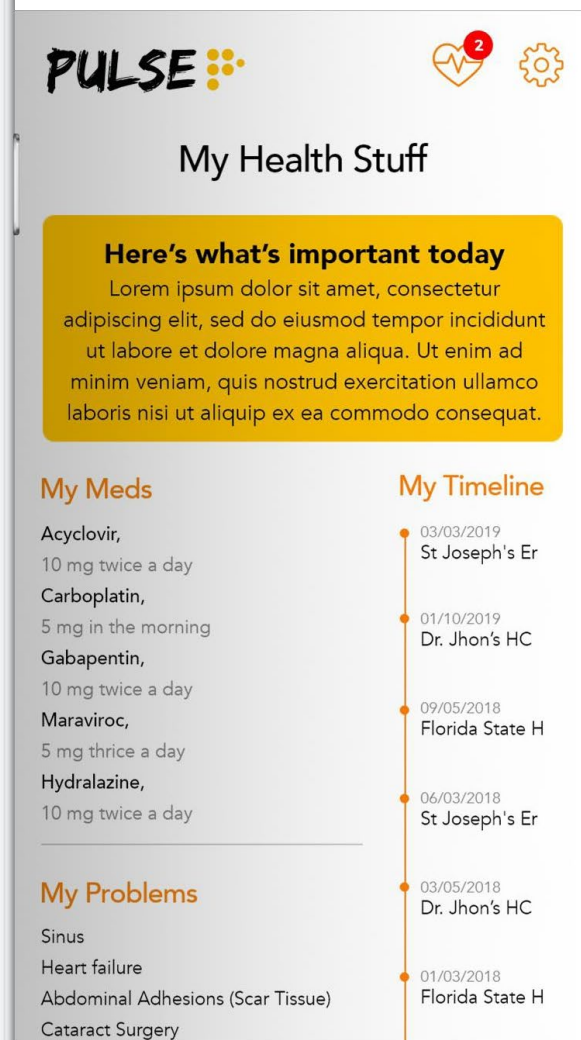 PULSE
2
My Health Stuff
Here's what's important today
Lorem ipsum dolor sit amet, consectetur
adipiscing elit, sed do eiusmod tempor incididunt
ut labore et dolore magna aliqua. Ut enim ad
minim veniam, quis nostrud exercitation ullamco
laboris nisi ut aliquip ex ea commodo consequat.
My Meds
Acyclovir,
10 mg twice a day
Carboplatin,
5 mg in the morning
Gabapentin,
10 mg twice a day
Maraviroc,
5 mg thrice a day
Hydralazine,
10 mg twice a day
My Problems
Sinus
Heart failure
Abdominal Adhesions (Scar Tissue)
Cataract Surgery
My Timeline
03/03/2019
St Joseph's Er
01/10/2019
Dr. Jhon's HC
09/05/2018
Florida State H
06/03/2018
St Joseph's Er
03/05/2018
Dr. Jhon's HC
01/03/2018
Florida State H